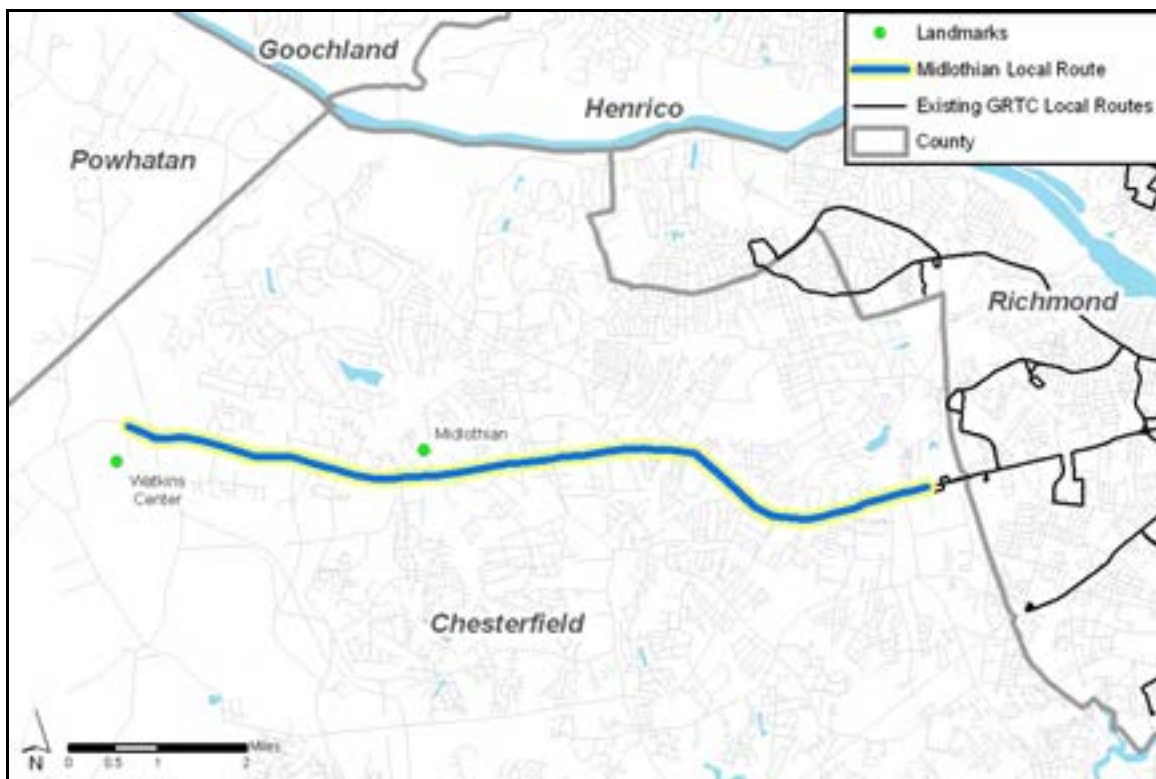 Goochland
Henrico
Powhatan
Landmarks
Midlothian Local Route
Existing GRTC Local Routes
County
Richmond
Midlothian
Watkins
Center
Chesterfield
N
Miles
0 0.5 1 2